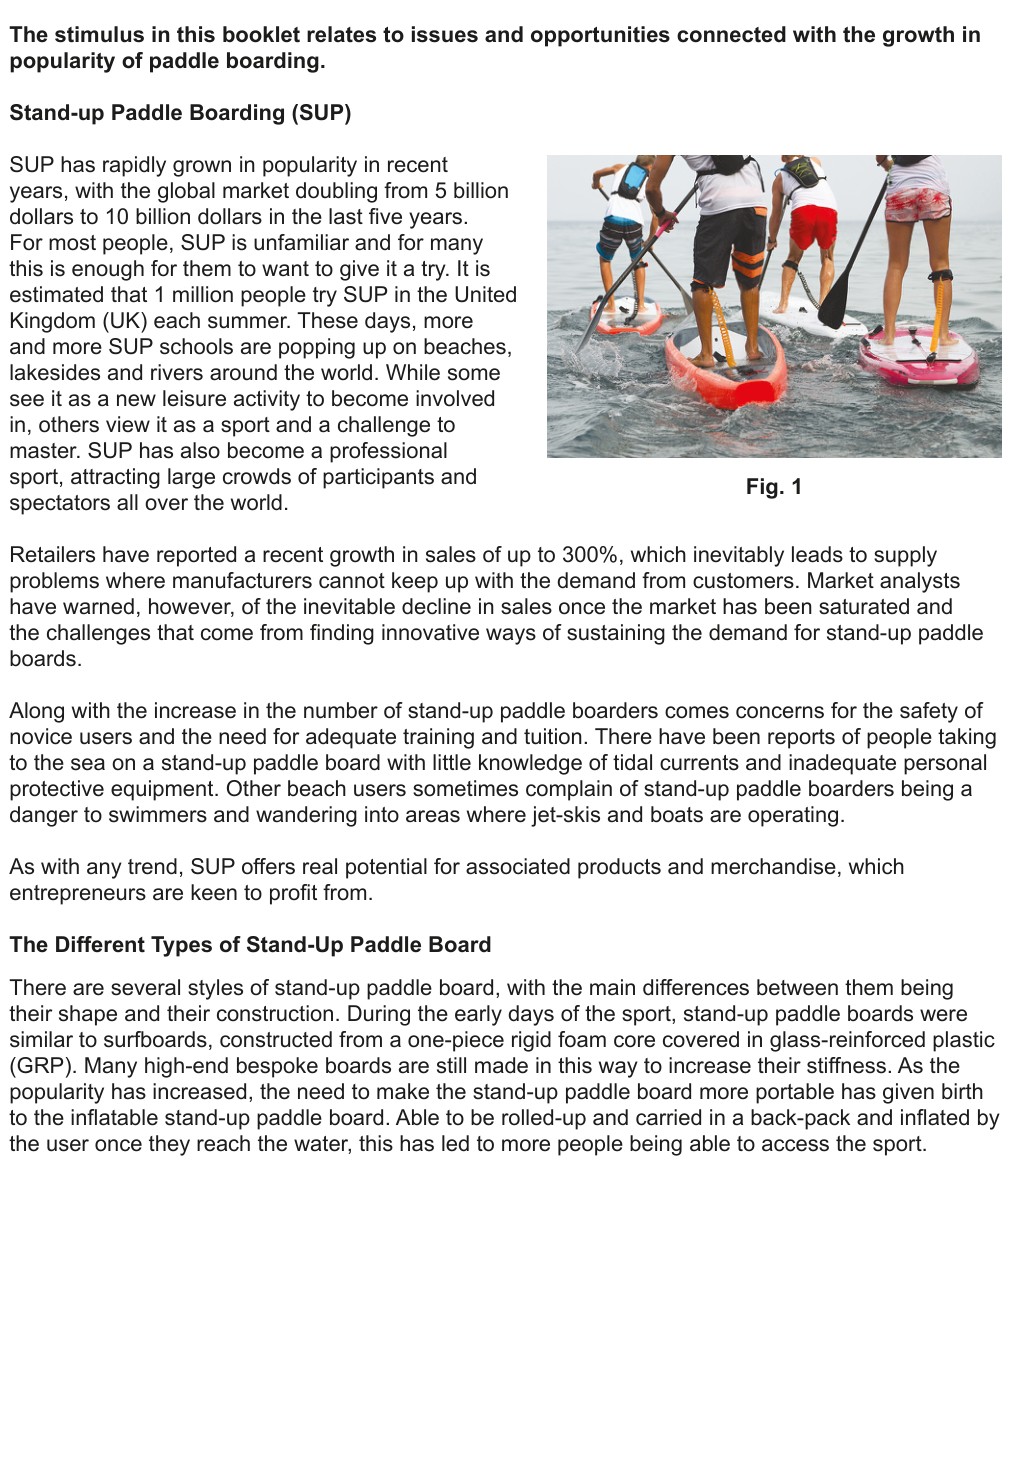 The stimulus in this booklet relates to issues and opportunities connected with the growth in
popularity of paddle boarding.
Stand-up Paddle Boarding (SUP)
SUP has rapidly grown in popularity in recent
years, with the global market doubling from 5 billion
dollars to 10 billion dollars in the last five years.
For most people, SUP is unfamiliar and for many
this is enough for them to want to give it a try. It is
estimated that 1 million people try SUP in the United
Kingdom (UK) each summer. These days, more
and more SUP schools are popping up on beaches,
lakesides and rivers around the world. While some
see it as a new leisure activity to become involved
in, others view it as a sport and a challenge to
master. SUP has also become a professional
sport, attracting large crowds of participants and
spectators all over the world.
Fig. 1
Retailers have reported a recent growth in sales of up to 300%, which inevitably leads to supply
problems where manufacturers cannot keep up with the demand from customers. Market analysts
have warned, however, of the inevitable decline in sales once the market has been saturated and
the challenges that come from finding innovative ways of sustaining the demand for stand-up paddle
boards.
Along with the increase in the number of stand-up paddle boarders comes concerns for the safety of
novice users and the need for adequate training and tuition. There have been reports of people taking
to the sea on a stand-up paddle board with little knowledge of tidal currents and inadequate personal
protective equipment. Other beach users sometimes complain of stand-up paddle boarders being a
danger to swimmers and wandering into areas where jet-skis and boats are operating.
As with any trend, SUP offers real potential for associated products and merchandise, which
entrepreneurs are keen to profit from.
The Different Types of Stand-Up Paddle Board
There are several styles of stand-up paddle board, with the main differences between them being
their shape and their construction. During the early days of the sport, stand-up paddle boards were
similar to surfboards, constructed from a one-piece rigid foam core covered in glass-reinforced plastic
(GRP). Many high-end bespoke boards are still made in this way to increase their stiffness. As the
popularity has increased, the need to make the stand-up paddle board more portable has given birth
to the inflatable stand-up paddle board. Able to be rolled-up and carried in a back-pack and inflated by
the user once they reach the water, this has led to more people being able to access the sport.